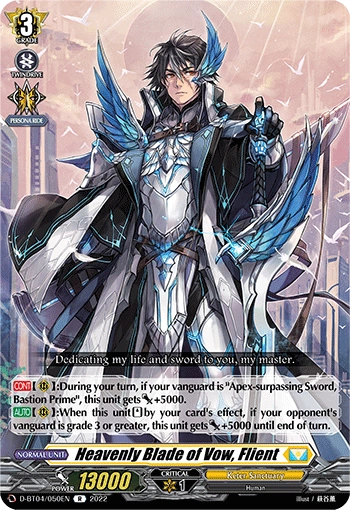 3
GRADE
TWINDRIVE
PERSONA RIDE
Dedicating my life and sword to you, my master.
CONT【】:During your turn, if your vanguard is "Apex-surpassing Sword,
Bastion Prime", this unit gets +5000.
AUTO【】:When this unit by your card's effect, if your opponent's
vanguard is grade 3 or greater, this unit gets +5000 until end of turn.
NORMAL UNIT
Heavenly Blade of Vow, Flient
POWER 13000
CRITICAL
1
Keter Sanctuary
Human
D-BT04/050EN R 2022
illust / 萩谷薫